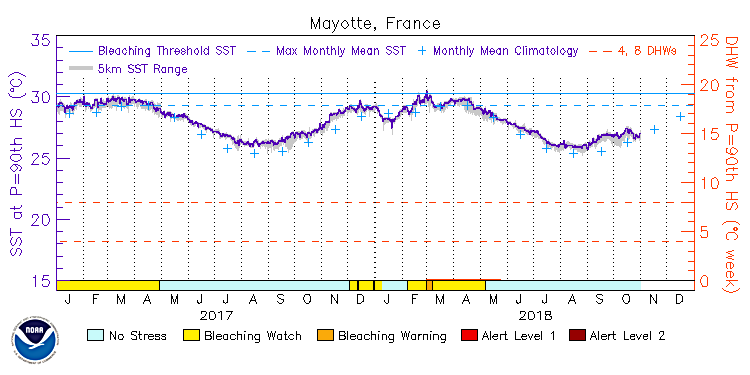 Mayotte, France
35
30
25
20
15
SST at P=90th HS (°C)
Bleaching Threshold SST
Max Monthly Mean SST
Monthly Mean Climatology
4, 8 DHWs
5km SST Range
25
20
15
10
5
0
DHW from P=90th HS (°C week)
J F M A M J J A S O N D J F M A M J J A S O N D
2017 2018
NOAA
No Stress
Bleaching Watch
Bleaching Warning
Alert Level 1
Alert Level 2